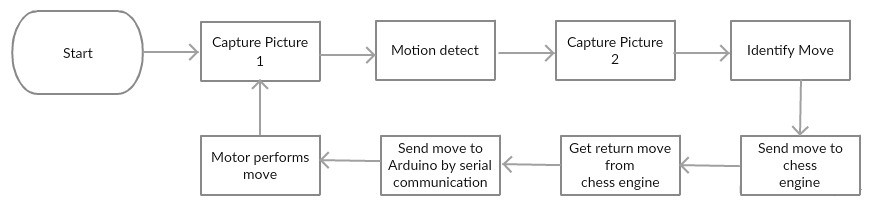 Start
Capture Picture
1
Motion detect
Capture Picture
2
Identify Move
Motor performs
move
Send move to
Arduino by serial
communication
Get return move
from
chess engine
Send move to
chess
engine